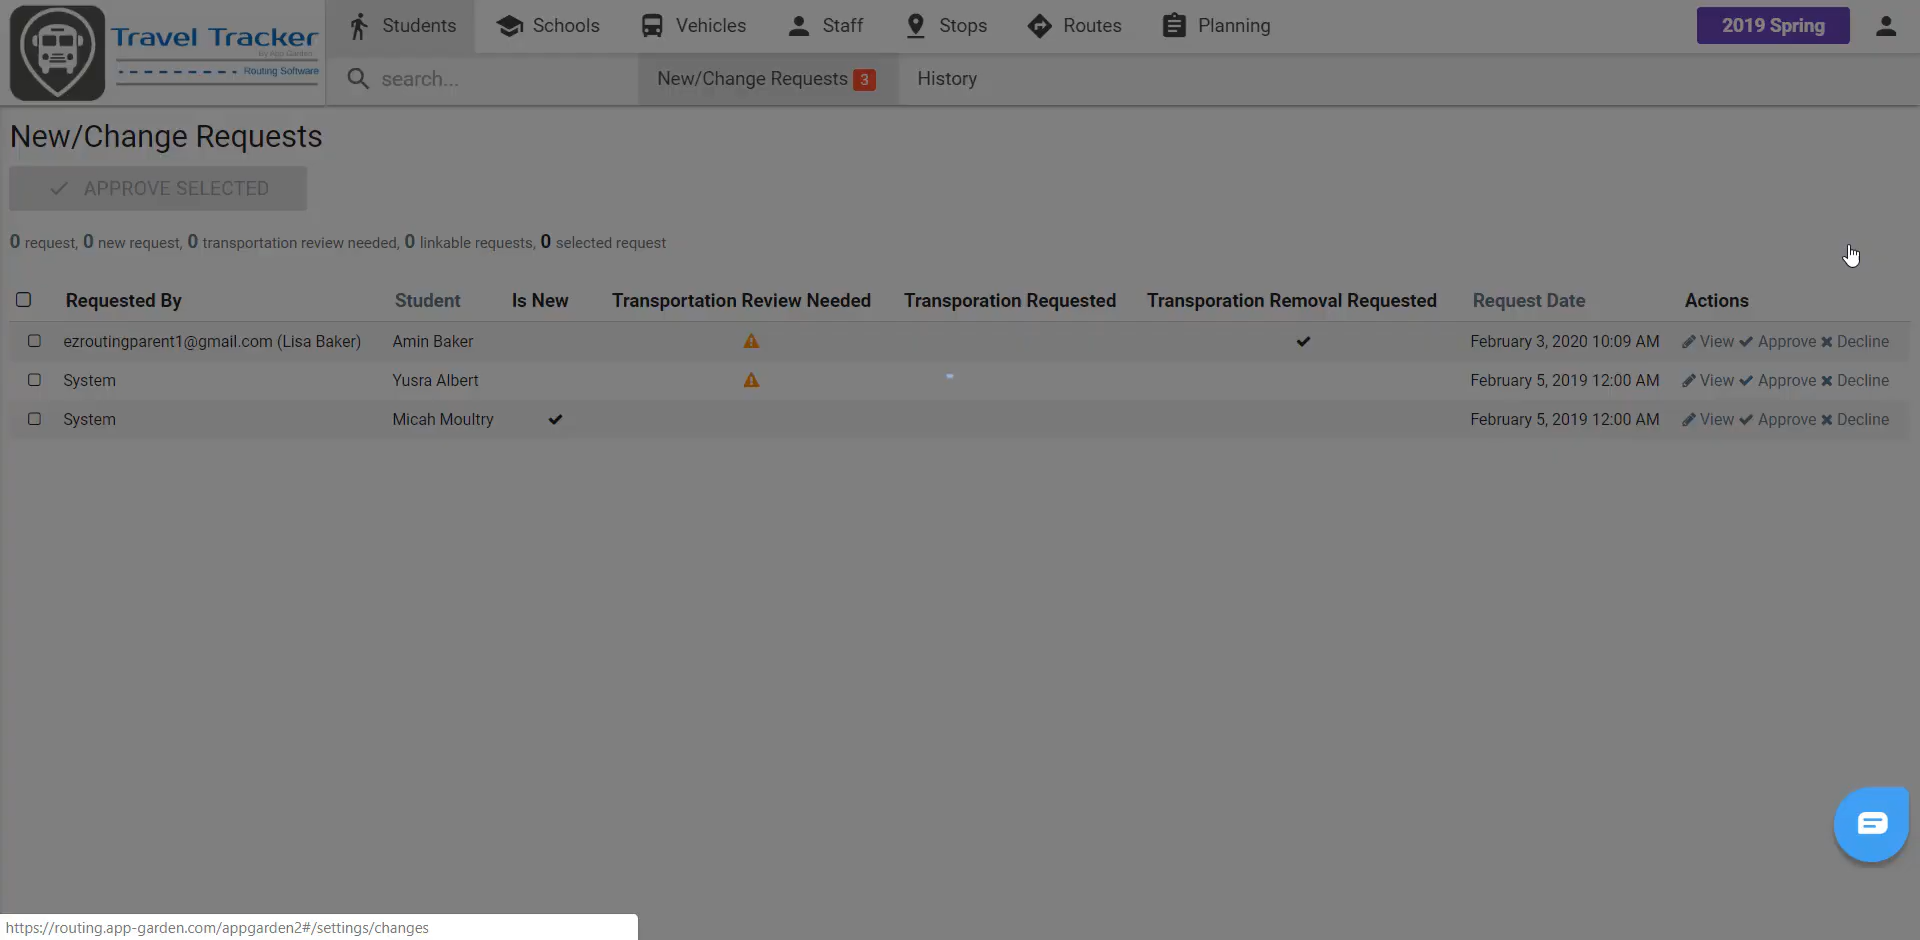 Travel Tracker
By App Garden
Routing Software
Students
Schools
Vehicles
Staff
Stops
Routes
Planning
2019 Spring
search...
New/Change Requests 3
History
New/Change Requests
APPROVE SELECTED
0 request, 0 new request, 0 transportation review needed, 0 linkable requests, 0 selected request
Requested By Student Is New Transportation Review Needed Transporation Requested Transporation Removal Requested Request Date Actions
ezroutingparent1@gmail.com (Lisa Baker) Amin Baker February 3, 2020 10:09 AM View Approve Decline
System Yusra Albert February 5, 2019 12:00 AM View Approve Decline
System Micah Moultry February 5, 2019 12:00 AM View Approve Decline
https://routing.app-garden.com/appgarden2#/settings/changes